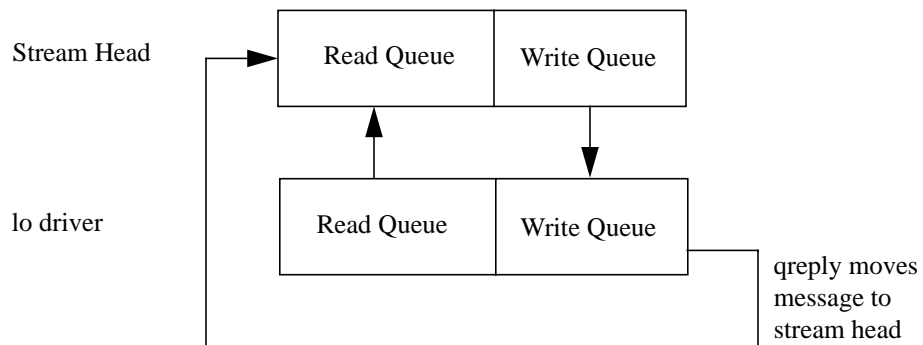 Stream Head
Read Queue
Write Queue
lo driver
Read Queue
Write Queue
qreply moves
message to
stream head